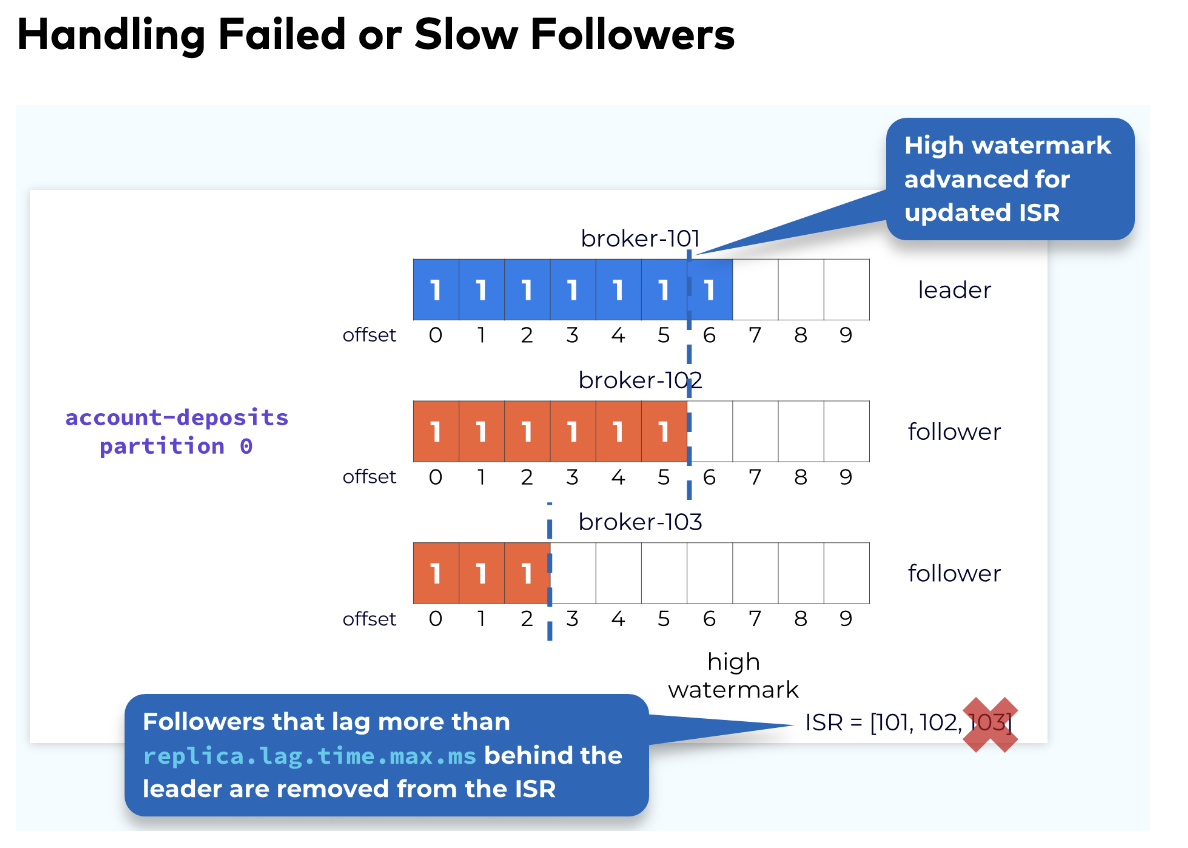 Handling Failed or Slow Followers
High watermark
advanced for
updated ISR
broker-101
1 1 1 1 1 1 1
leader
offset 0 1 2 3 4 5 6 7 8 9
broker-102
account-deposits
partition 0
1 1 1 1 1 1
follower
offset 0 1 2 3 4 5 6 7 8 9
broker-103
1 1 1
follower
offset 0 1 2 3 4 5 6 7 8 9
high
watermark
ISR = [101, 102, 103]
Followers that lag more than
replica.lag.time.max.ms behind the
leader are removed from the ISR